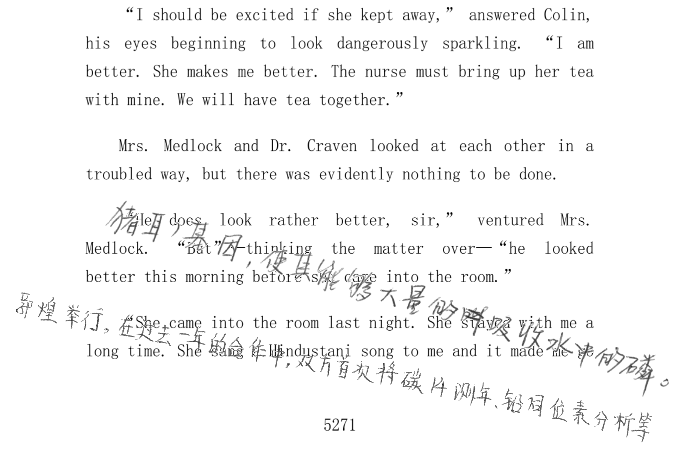 “I should be excited if she kept away,” answered Colin,
his eyes beginning to look dangerously sparkling. “I am
better. She makes me better. The nurse must bring up her tea
with mine. We will have tea together.”
Mrs. Medlock and Dr. Craven looked at each other in a
troubled way, but there was evidently nothing to be done.
does look rather better, sir,” ventured Mrs.
Medlock. “But”—thinking the matter over—“he looked
better this morning before she came into the room.”
“She came into the room last night. She stayed with me a
long time. She sang a Hindustani song to me and it made me
猪耳,基因,使其能够大量的吸收水中的磷。
煌举行。在过去一年的合作中,双方首次将碳14测年、铅同位素分析等
5271